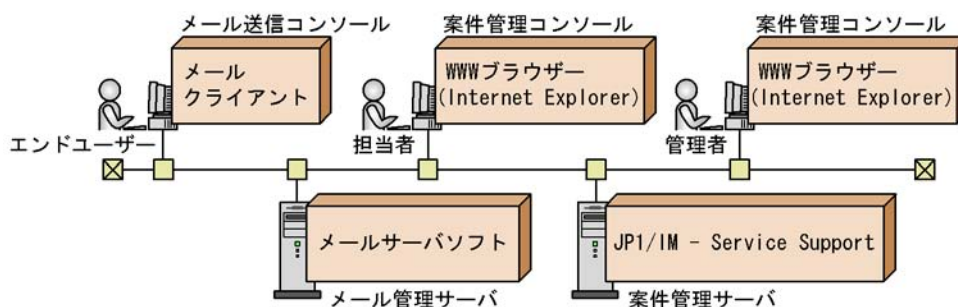 メール送信コンソール
案件管理コンソール
案件管理コンソール
メール
クライアント
WWWブラウザー
(Internet Explorer)
WWWブラウザー
(Internet Explorer)
エンドユーザー
担当者
管理者
メールサーバソフト
JP1/IM - Service Support
メール管理サーバ
案件管理サーバ